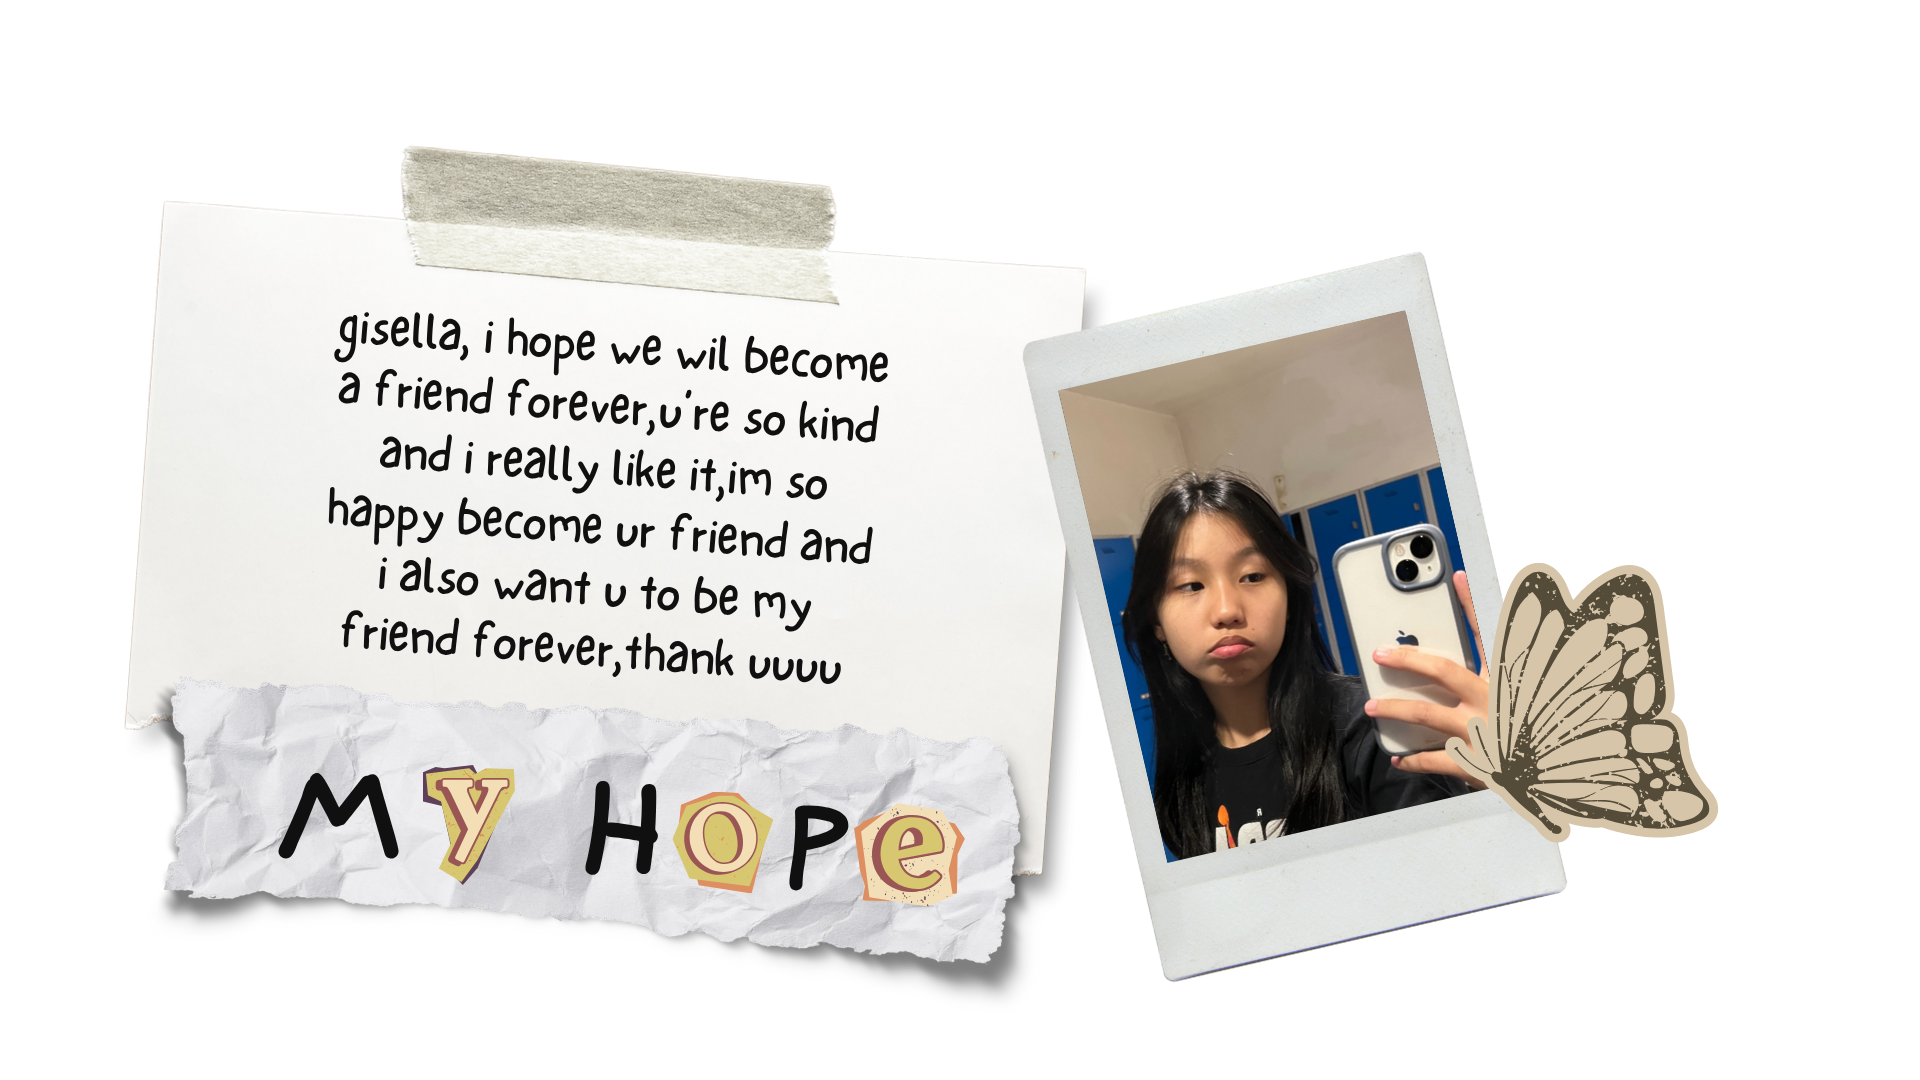 gisella, i hope we wil become
a friend forever,u're so kind
and i really like it,im so
happy become ur friend and
i also want u to be my
friend forever,thank uuuu
My HOPe